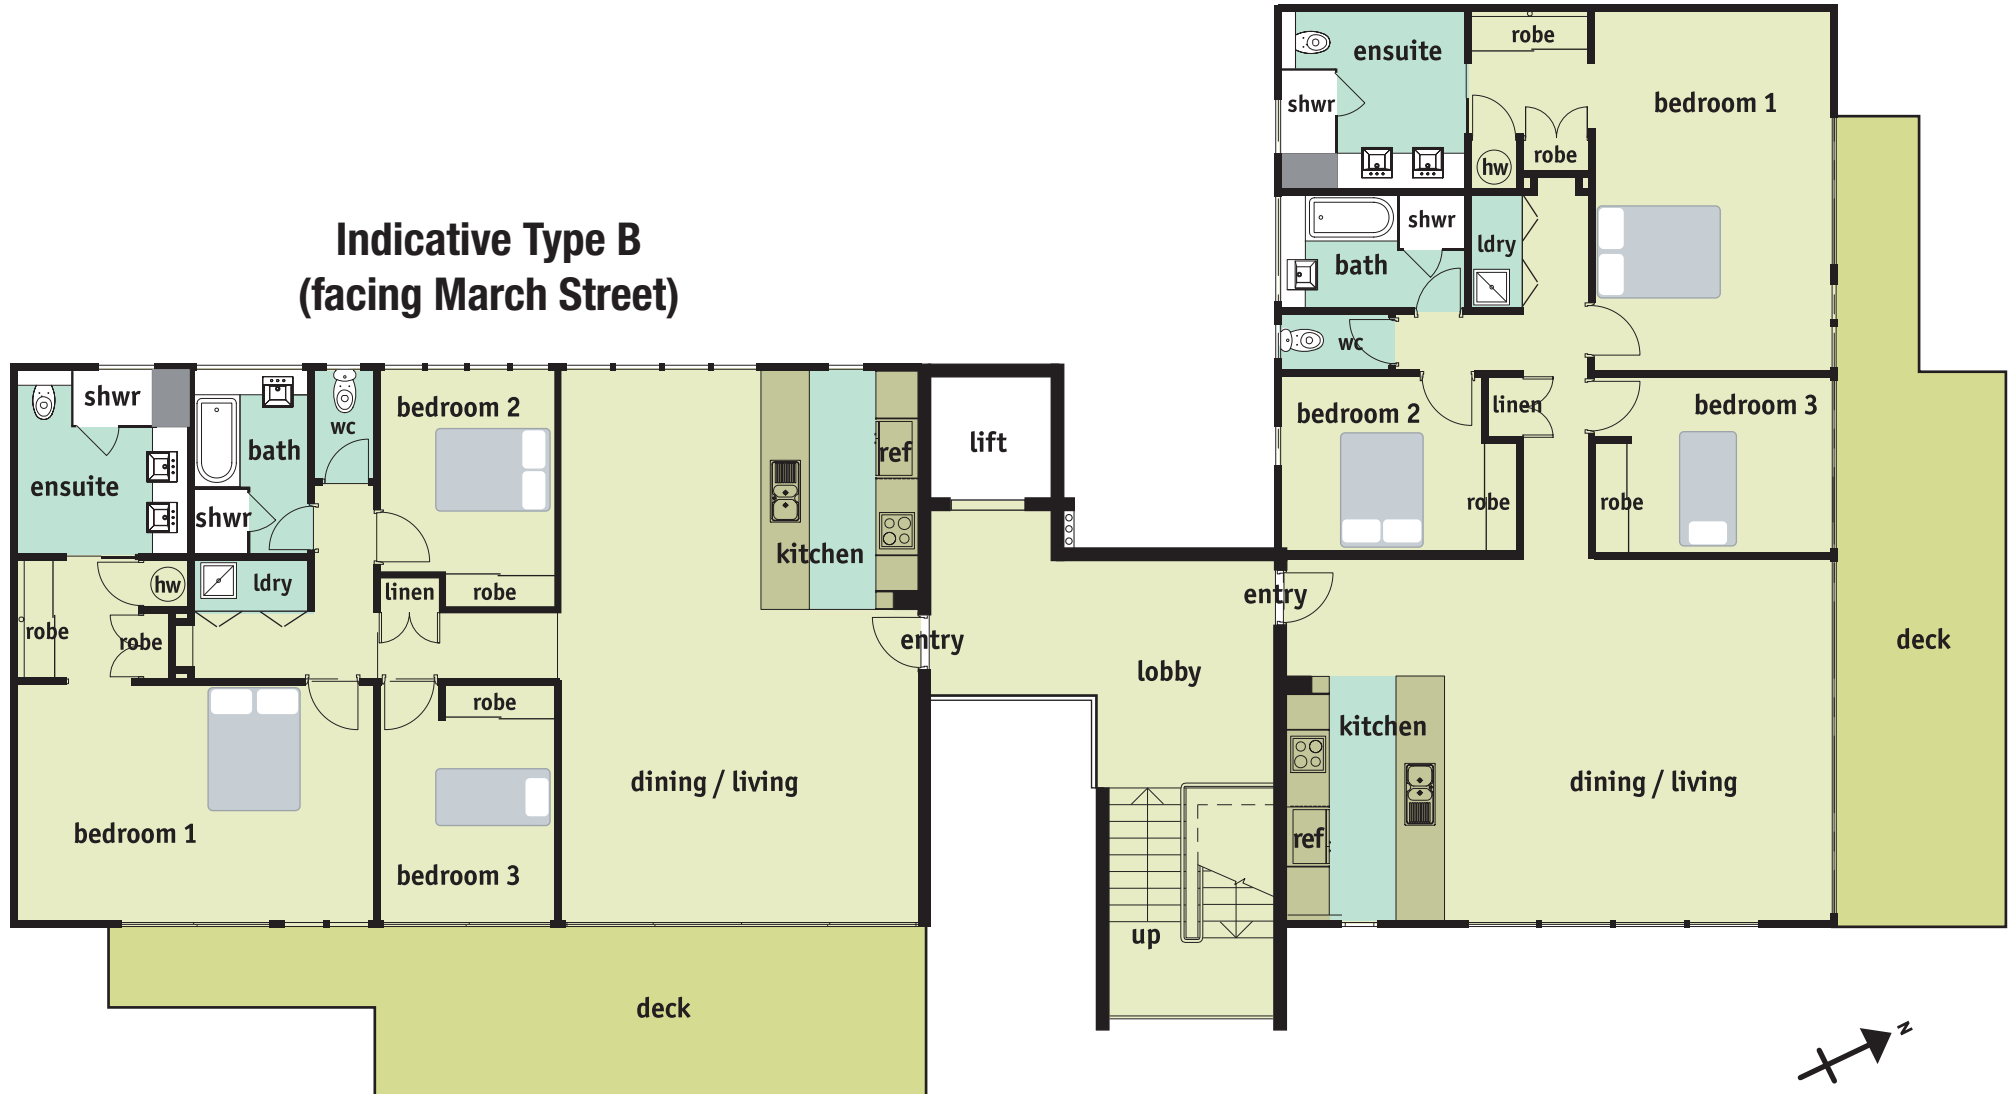 ensuite
robe
shwr
bedroom 1
hw
robe
Indicative Type B
(facing March Street)
shwr
bath
ldry
wc
bedroom 2
linen
bedroom 3
robe
robe
entry
kitchen
dining / living
ref
deck
shwr
ensuite
bath
shwr
wc
bedroom 2
ref
kitchen
lift
hw
ldry
linen
robe
robe
robe
entry
lobby
robe
bedroom 1
bedroom 3
dining / living
up
deck
N